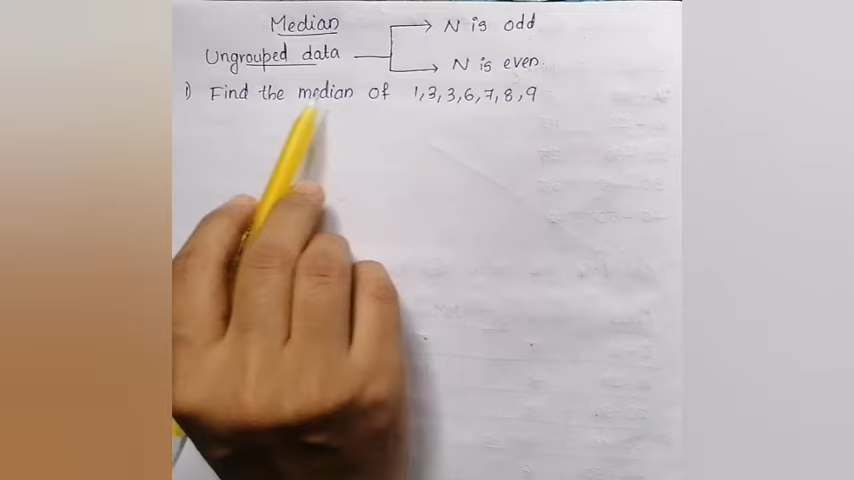 Median
N is odd
Ungrouped data
N is even.
1) Find the median of 1,3,3,6,7,8,9